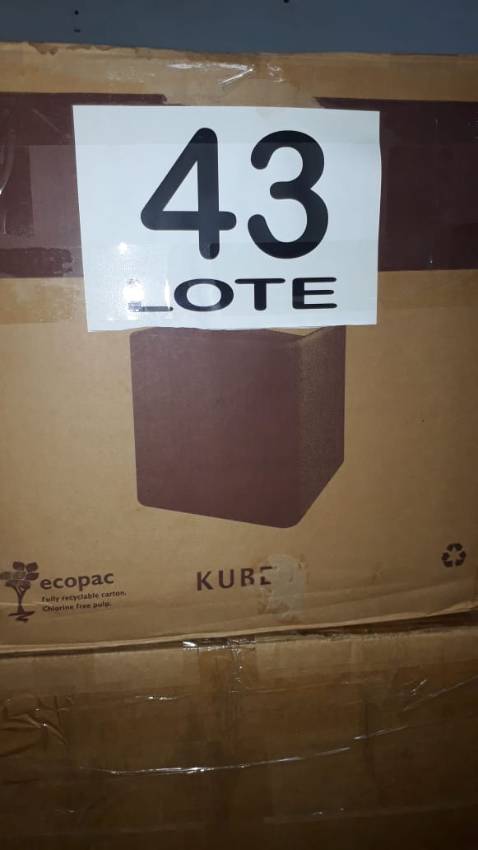 43
LOTE
ecopac
Fully recyclable carton.
Chlorine free pulp.
KUBE